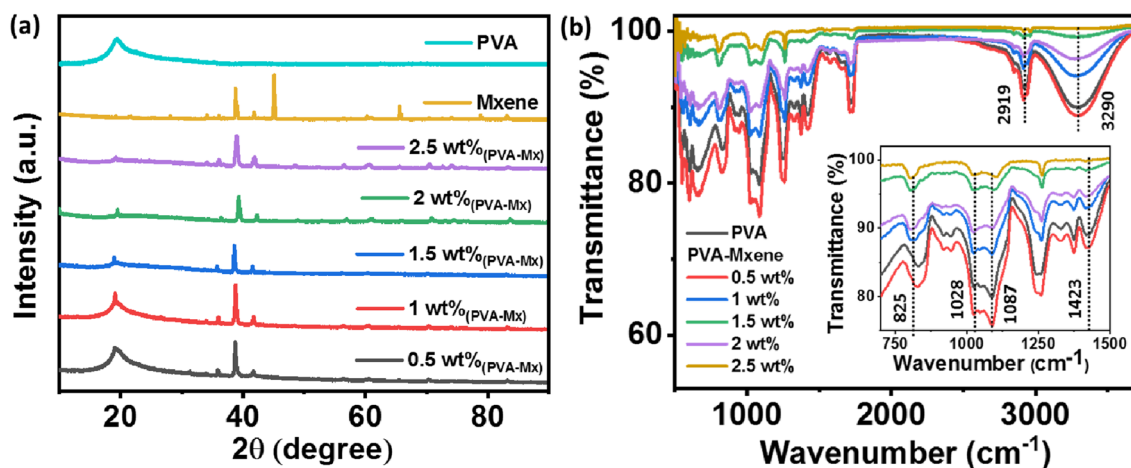 (a)
PVA
Mxene
2.5 wt%(PVA-Mx)
2 wt%(PVA-Mx)
1.5 wt%(PVA-Mx)
1 wt%(PVA-Mx)
0.5 wt%(PVA-Mx)
Intensity (a.u.)
20 40 60 80
2θ (degree)
(b)
100
80
60
Transmittance (%)
2919
3290
PVA
PVA-Mxene
0.5 wt%
1 wt%
1.5 wt%
2 wt%
2.5 wt%
100
90
80
Transmittance (%)
825
1028
1087
1423
750 1000 1250 1500
Wavenumber (cm-1)
1000 2000 3000
Wavenumber (cm-1)